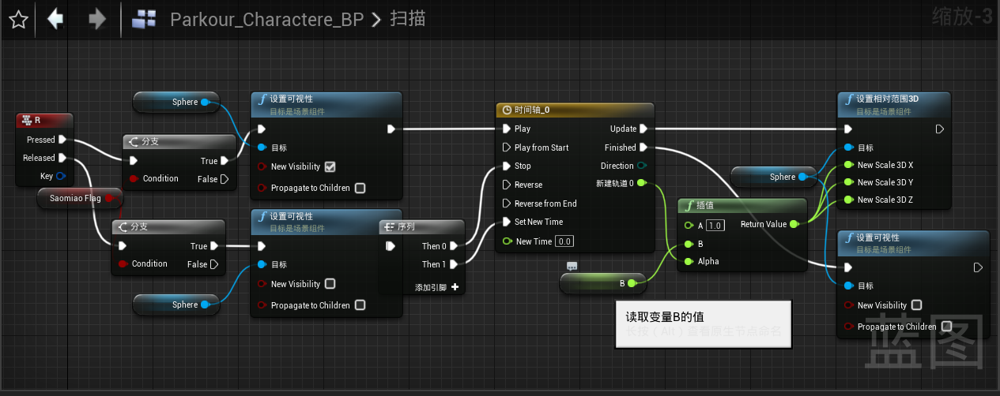 Parkour_Charactere_BP > 扫描
缩放-3
R
Pressed
Released
Key
Saomiao Flag
Sphere
分支
Condition
True
False
分支
Condition
True
False
Sphere
设置可视性
目标是场景组件
目标
New Visibility
Propagate to Children
设置可视性
目标是场景组件
目标
New Visibility
Propagate to Children
序列
Then 0
Then 1
添加引脚
时间轴_0
Play
Play from Start
Stop
Reverse
Reverse from End
Set New Time
New Time 0.0
Update
Finished
Direction
新建轨道 0
B
读取变量B的值
长按（Alt）查看原生节点命名
插值
A 1.0
B
Alpha
Return Value
Sphere
设置相对范围3D
目标是场景组件
目标
New Scale 3D X
New Scale 3D Y
New Scale 3D Z
设置可视性
目标是场景组件
目标
New Visibility
Propagate to Children
蓝图